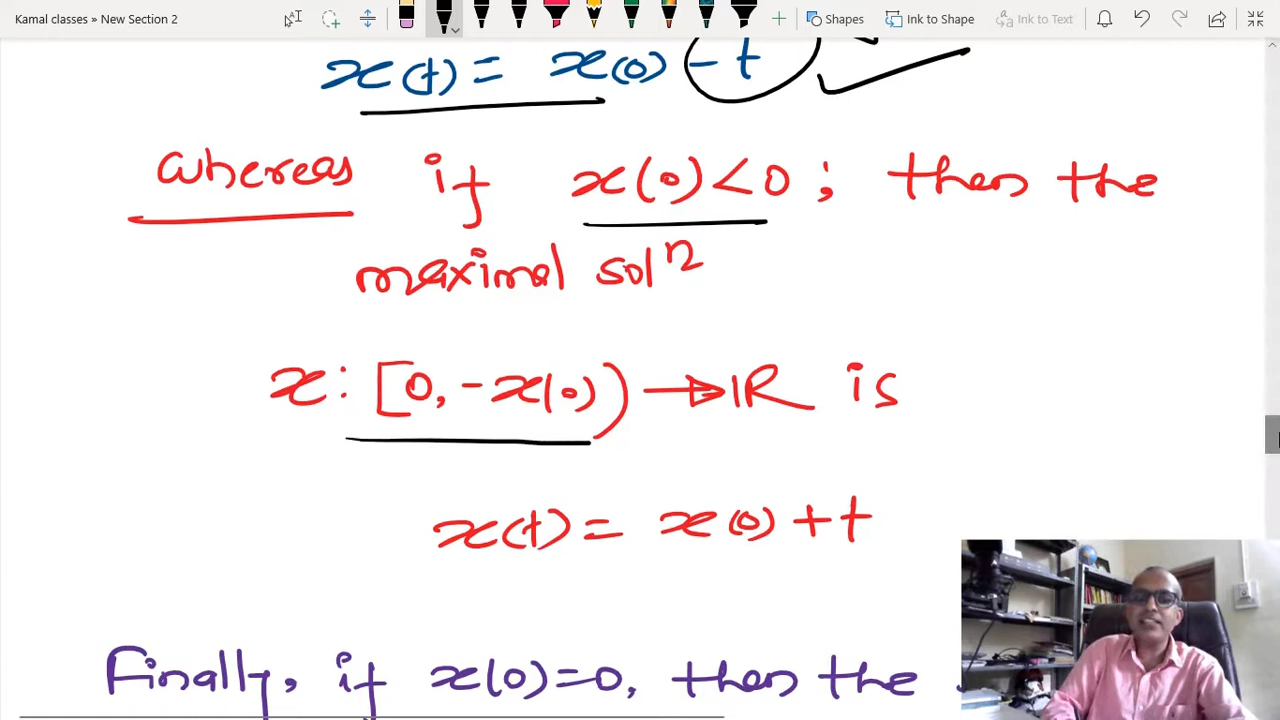 Kamal classes » New Section 2
Shapes
Ink to Shape
Ink to Text
x(t) = x(0) - t
whereas if x(0) < 0 ; then the
maximal solⁿ
x : [0, -x(0)) → IR is
x(t) = x(0) + t
Finally, if x(0)=0, then the